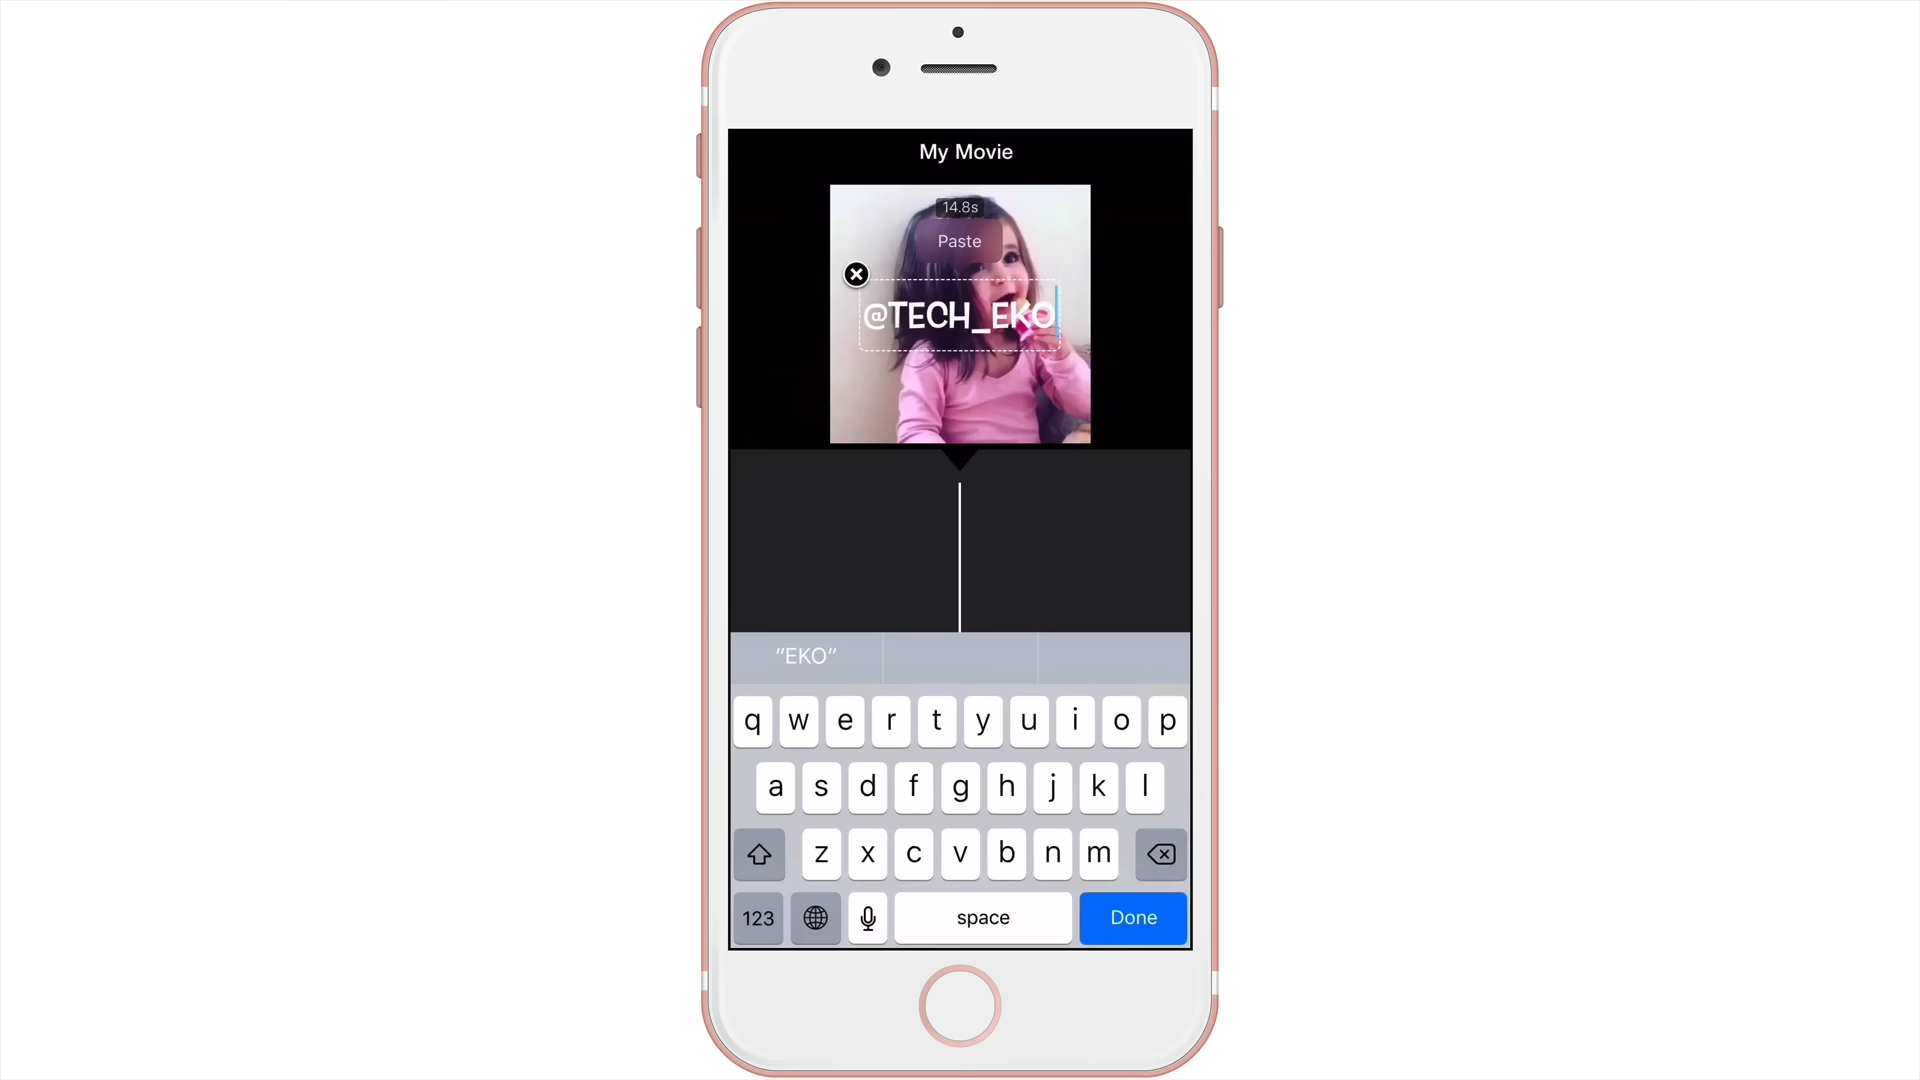 My Movie
14.8s
Paste
@TECH_EKO
“EKO”
q w e r t y u i o p
a s d f g h j k l
z x c v b n m
123 space Done